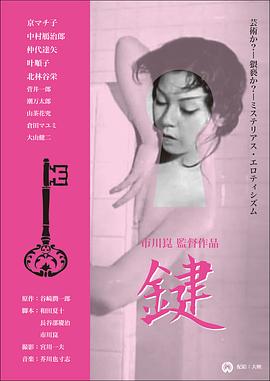 芸術か?―猥褻か?―ミステリアス・エロティシズム
京マチ子
中村鴈治郎
仲代達矢
叶順子
北林谷栄
菅井一郎
潮万太郎
山茶花究
倉田マユミ
大山健二
市川崑 監督作品
鍵
原作:谷崎潤一郎
脚本:和田夏十
長谷部慶治
市川崑
撮影:宮川一夫
音楽:芥川也寸志
配給:大映